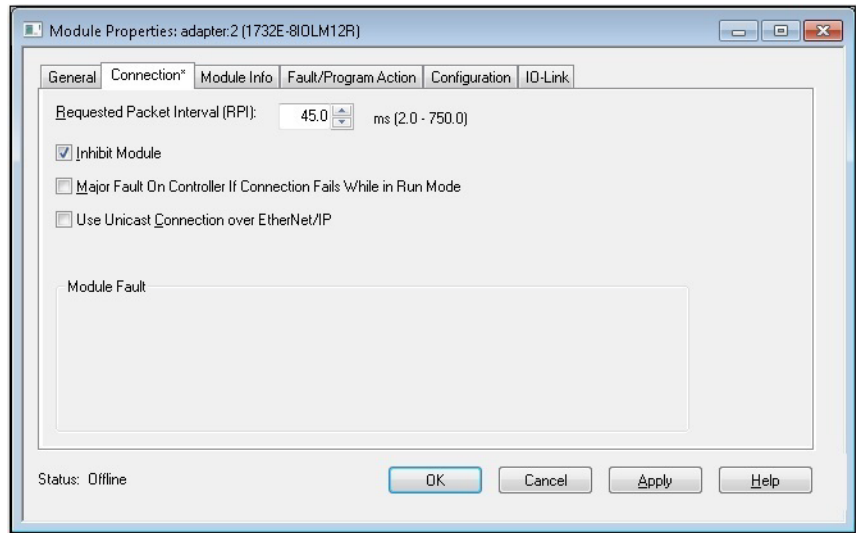 Module Properties: adapter:2 (1732E-8IOLM12R)
General Connection* Module Info Fault/Program Action Configuration IO-Link
Requested Packet Interval (RPI): 45.0 ms (2.0 - 750.0)
Inhibit Module
Major Fault On Controller If Connection Fails While in Run Mode
Use Unicast Connection over EtherNet/IP
Module Fault
Status: Offline OK Cancel Apply Help